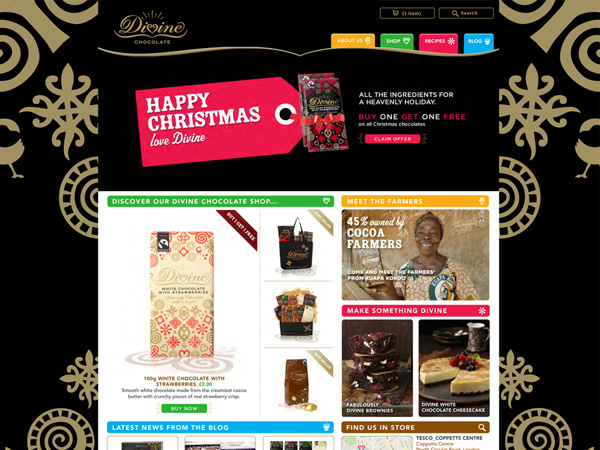 Divine
CHOCOLATE
(1 item)
Search
ABOUT US
SHOP
RECIPES
BLOG
HAPPY
CHRISTMAS
love Divine
Divine
ALL THE INGREDIENTS FOR
A HEAVENLY HOLIDAY.
BUY ONE GET ONE FREE
on all Christmas chocolates
CLAIM OFFER
DISCOVER OUR DIVINE CHOCOLATE SHOP...
BUY 1 GET 1 FREE
Divine
WHITE CHOCOLATE
WITH STRAWBERRIES
100g WHITE CHOCOLATE WITH
STRAWBERRIES_£2.00
Smooth white chocolate made from the creamiest cocoa
butter with crunchy pieces of real strawberry crisp.
BUY NOW
MEET THE FARMERS
45% owned by
COCOA
FARMERS
COME AND MEET THE FARMERS'
FROM KUAPA KOKOO
MAKE SOMETHING DIVINE
FABULOUSLY
DIVINE BROWNIES
DIVINE WHITE
CHOCOLATE CHEESECAKE
LATEST NEWS FROM THE BLOG
FIND US IN STORE
TESCO_COPPETTS CENTRE
Coppetts Centre
North Circular Road, London